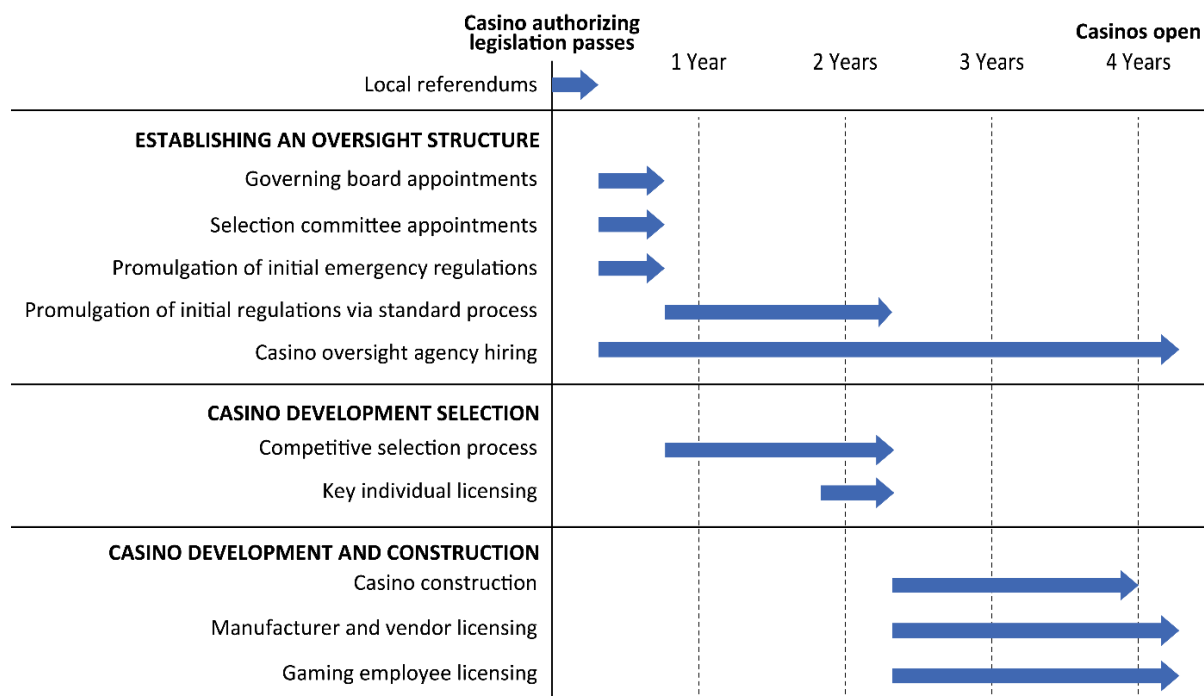 Casino authorizing
legislation passes
Casinos open
1 Year
2 Years
3 Years
4 Years
Local referendums
ESTABLISHING AN OVERSIGHT STRUCTURE
Governing board appointments
Selection committee appointments
Promulgation of initial emergency regulations
Promulgation of initial regulations via standard process
Casino oversight agency hiring
CASINO DEVELOPMENT SELECTION
Competitive selection process
Key individual licensing
CASINO DEVELOPMENT AND CONSTRUCTION
Casino construction
Manufacturer and vendor licensing
Gaming employee licensing